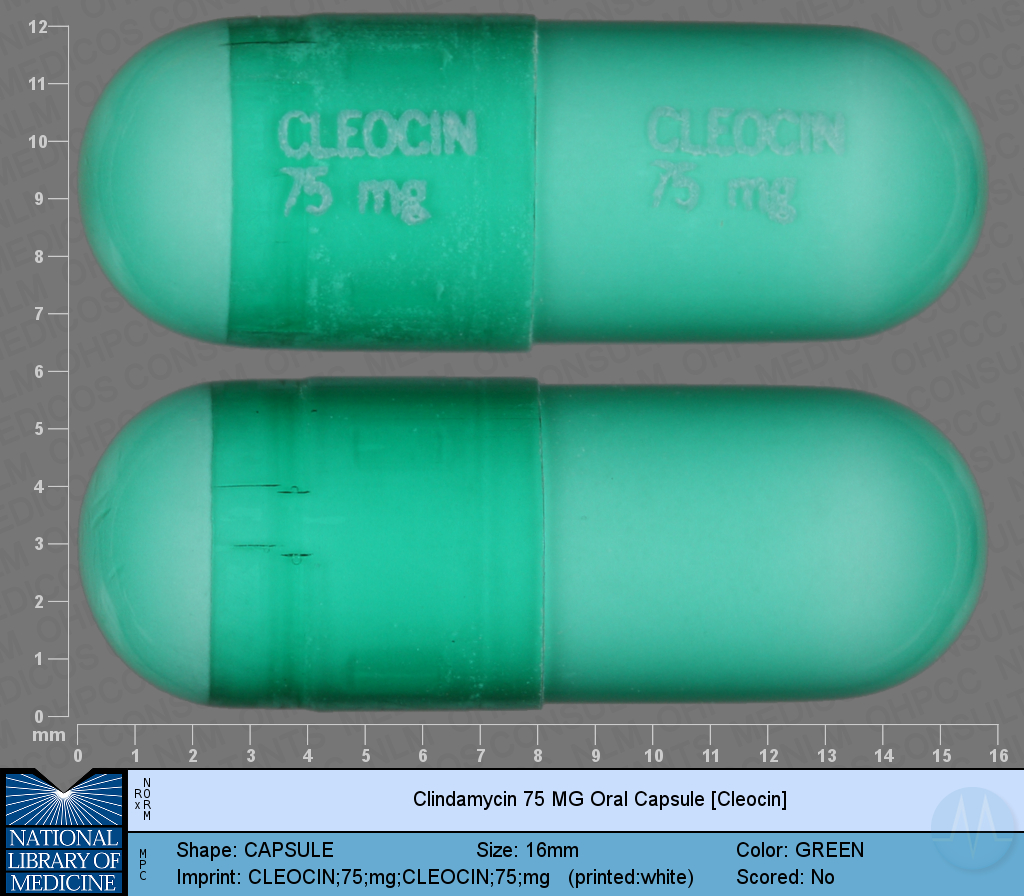 12
11
10
9
8
7
6
5
4
3
2
1
0
mm
CLEOCIN
75 mg
CLEOCIN
75 mg
0 1 2 3 4 5 6 7 8 9 10 11 12 13 14 15 16
NATIONAL
LIBRARY OF
MEDICINE
RxNORM
Clindamycin 75 MG Oral Capsule [Cleocin]
MPC
Shape: CAPSULE Size: 16mm Color: GREEN
Imprint: CLEOCIN;75;mg;CLEOCIN;75;mg (printed:white) Scored: No